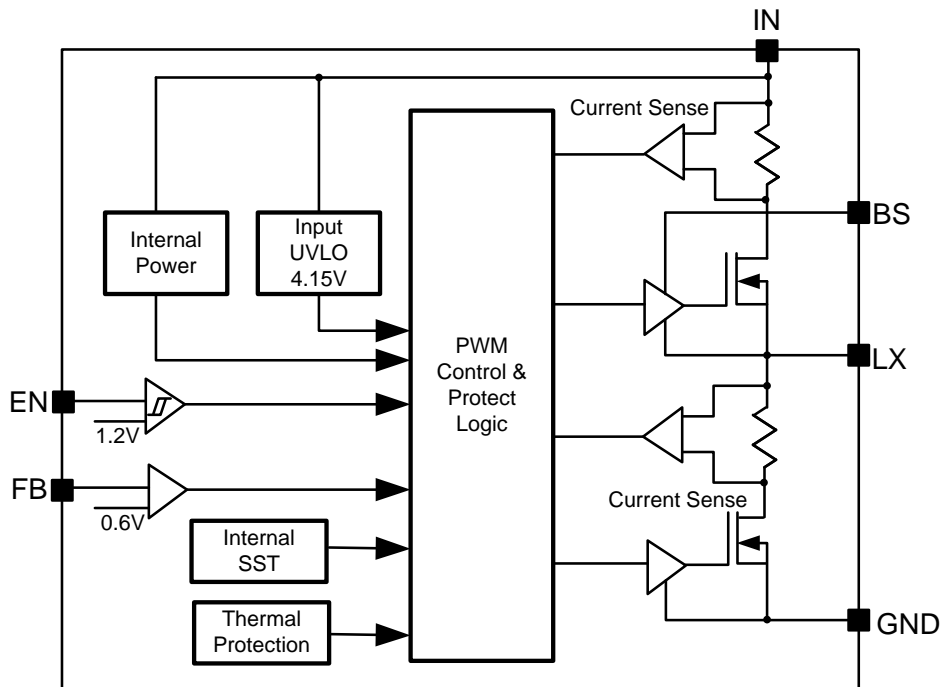 IN
Current Sense
BS
Internal
Power
Input
UVLO
4.15V
PWM
Control &
Protect
Logic
LX
EN
1.2V
FB
0.6V
Current Sense
Internal
SST
Thermal
Protection
GND